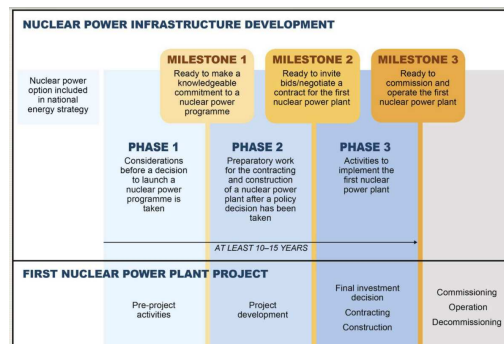 NUCLEAR POWER INFRASTRUCTURE DEVELOPMENT
Nuclear power
option included
in national
energy strategy
MILESTONE 1
Ready to make a
knowledgeable
commitment to a
nuclear power
programme
MILESTONE 2
Ready to invite
bids/negotiate a
contract for the first
nuclear power plant
MILESTONE 3
Ready to
commission and
operate the first
nuclear power plant
PHASE 1
Considerations
before a decision
to launch a
nuclear power
programme is
taken
PHASE 2
Preparatory work
for the contracting
and construction
of a nuclear power
plant after a policy
decision has been
taken
PHASE 3
Activities to
implement the
first nuclear
power plant
AT LEAST 10–15 YEARS
FIRST NUCLEAR POWER PLANT PROJECT
Pre-project
activities
Project
development
Final investment
decision
Contracting
Construction
Commissioning
Operation
Decommissioning